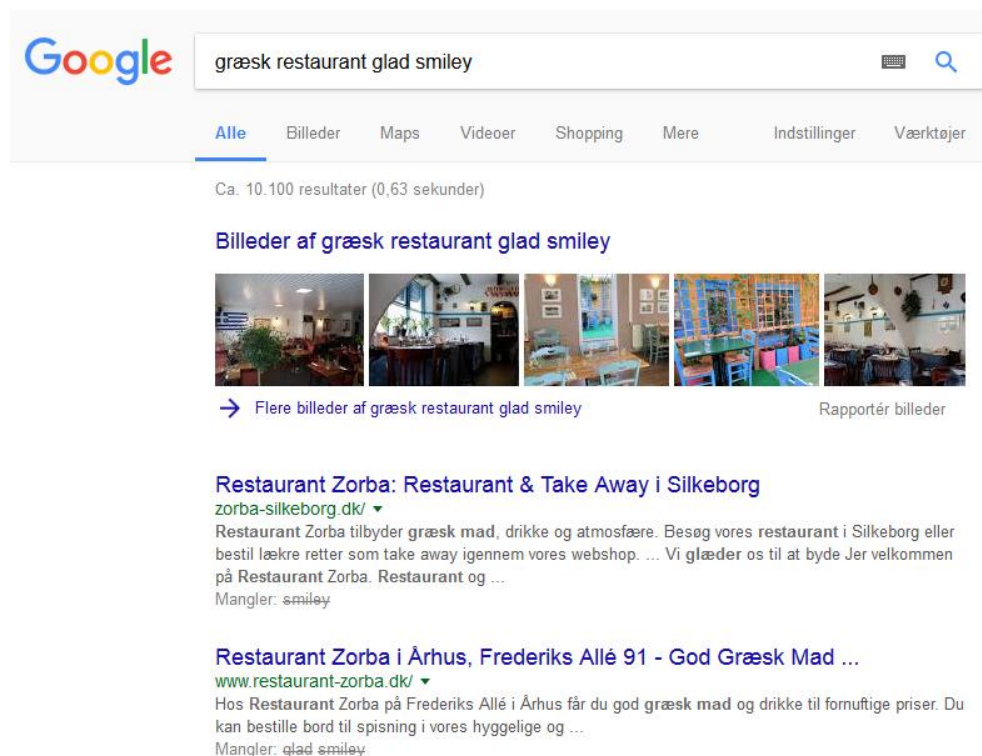 Google
græsk restaurant glad smiley
Alle Billeder Maps Videoer Shopping Mere Indstillinger Værktøjer
Ca. 10.100 resultater (0,63 sekunder)
Billeder af græsk restaurant glad smiley
Flere billeder af græsk restaurant glad smiley
Rapportér billeder
Restaurant Zorba: Restaurant & Take Away i Silkeborg
zorba-silkeborg.dk/
Restaurant Zorba tilbyder græsk mad, drikke og atmosfære. Besøg vores restaurant i Silkeborg eller
bestil lækre retter som take away igennem vores webshop. ... Vi glæder os til at byde Jer velkommen
på Restaurant Zorba. Restaurant og ...
Mangler: smiley
Restaurant Zorba i Århus, Frederiks Allé 91 - God Græsk Mad ...
www.restaurant-zorba.dk/
Hos Restaurant Zorba på Frederiks Allé i Århus får du god græsk mad og drikke til fornuftige priser. Du
kan bestille bord til spisning i vores hyggelige og ...
Mangler: glad smiley